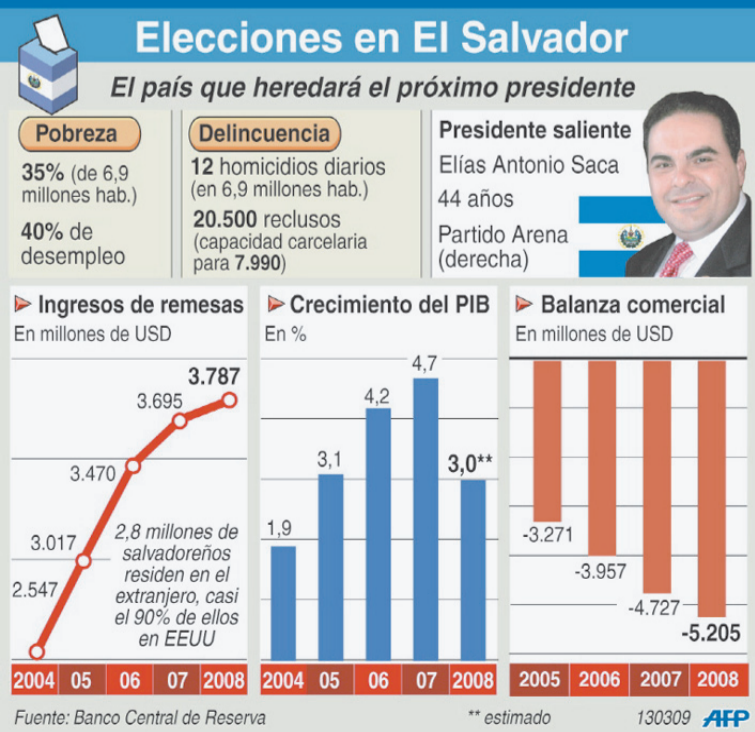 Elecciones en El Salvador
El país que heredará el próximo presidente
Pobreza
35% (de 6,9
millones hab.)
40% de
desempleo
Delincuencia
12 homicidios diarios
(en 6,9 millones hab.)
20.500 reclusos
(capacidad carcelaria
para 7.990)
Presidente saliente
Elías Antonio Saca
44 años
Partido Arena
(derecha)
Ingresos de remesas
En millones de USD
3.787
3.695
3.470
3.017
2.547
2,8 millones de
salvadoreños
residen en el
extranjero, casi
el 90% de ellos
en EEUU
2004 05 06 07 2008
Crecimiento del PIB
En %
4,7
4,2
3,1
3,0**
1,9
2004 05 06 07 2008
Balanza comercial
En millones de USD
-3.271
-3.957
-4.727
-5.205
2005 2006 2007 2008
Fuente: Banco Central de Reserva
** estimado
130309 AFP